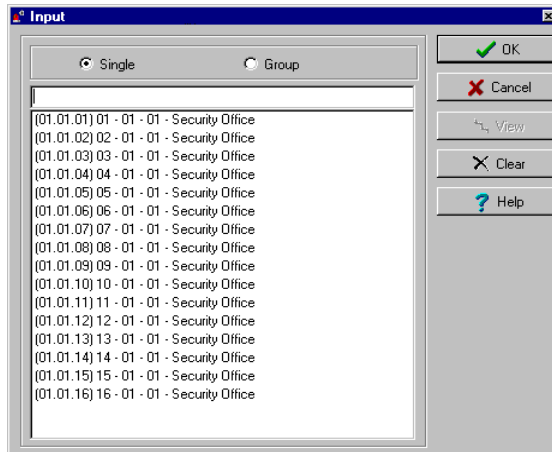 Input
Single Group
OK
Cancel
View
Clear
Help
(01.01.01) 01 - 01 - 01 - Security Office
(01.01.02) 02 - 01 - 01 - Security Office
(01.01.03) 03 - 01 - 01 - Security Office
(01.01.04) 04 - 01 - 01 - Security Office
(01.01.05) 05 - 01 - 01 - Security Office
(01.01.06) 06 - 01 - 01 - Security Office
(01.01.07) 07 - 01 - 01 - Security Office
(01.01.08) 08 - 01 - 01 - Security Office
(01.01.09) 09 - 01 - 01 - Security Office
(01.01.10) 10 - 01 - 01 - Security Office
(01.01.11) 11 - 01 - 01 - Security Office
(01.01.12) 12 - 01 - 01 - Security Office
(01.01.13) 13 - 01 - 01 - Security Office
(01.01.14) 14 - 01 - 01 - Security Office
(01.01.15) 15 - 01 - 01 - Security Office
(01.01.16) 16 - 01 - 01 - Security Office